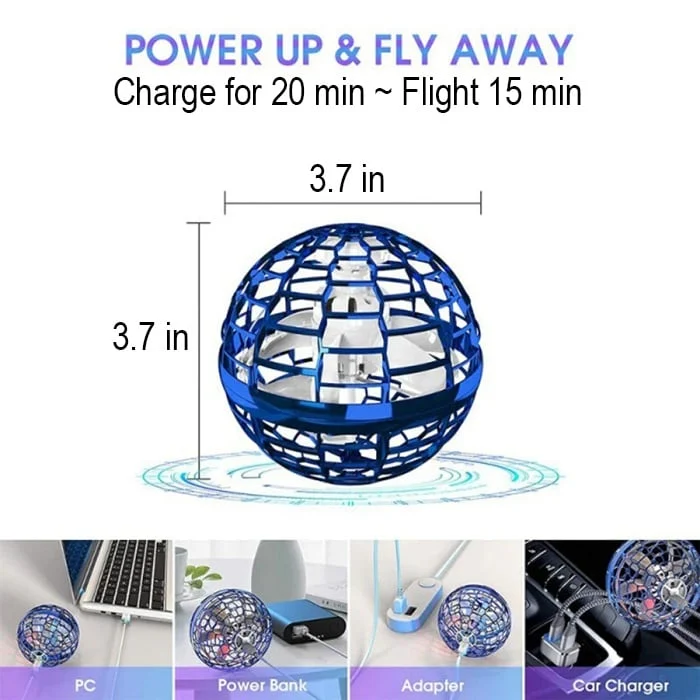 POWER UP & FLY AWAY
Charge for 20 min ~ Flight 15 min
3.7 in
3.7 in
PC
Power Bank
Adapter
Car Charger